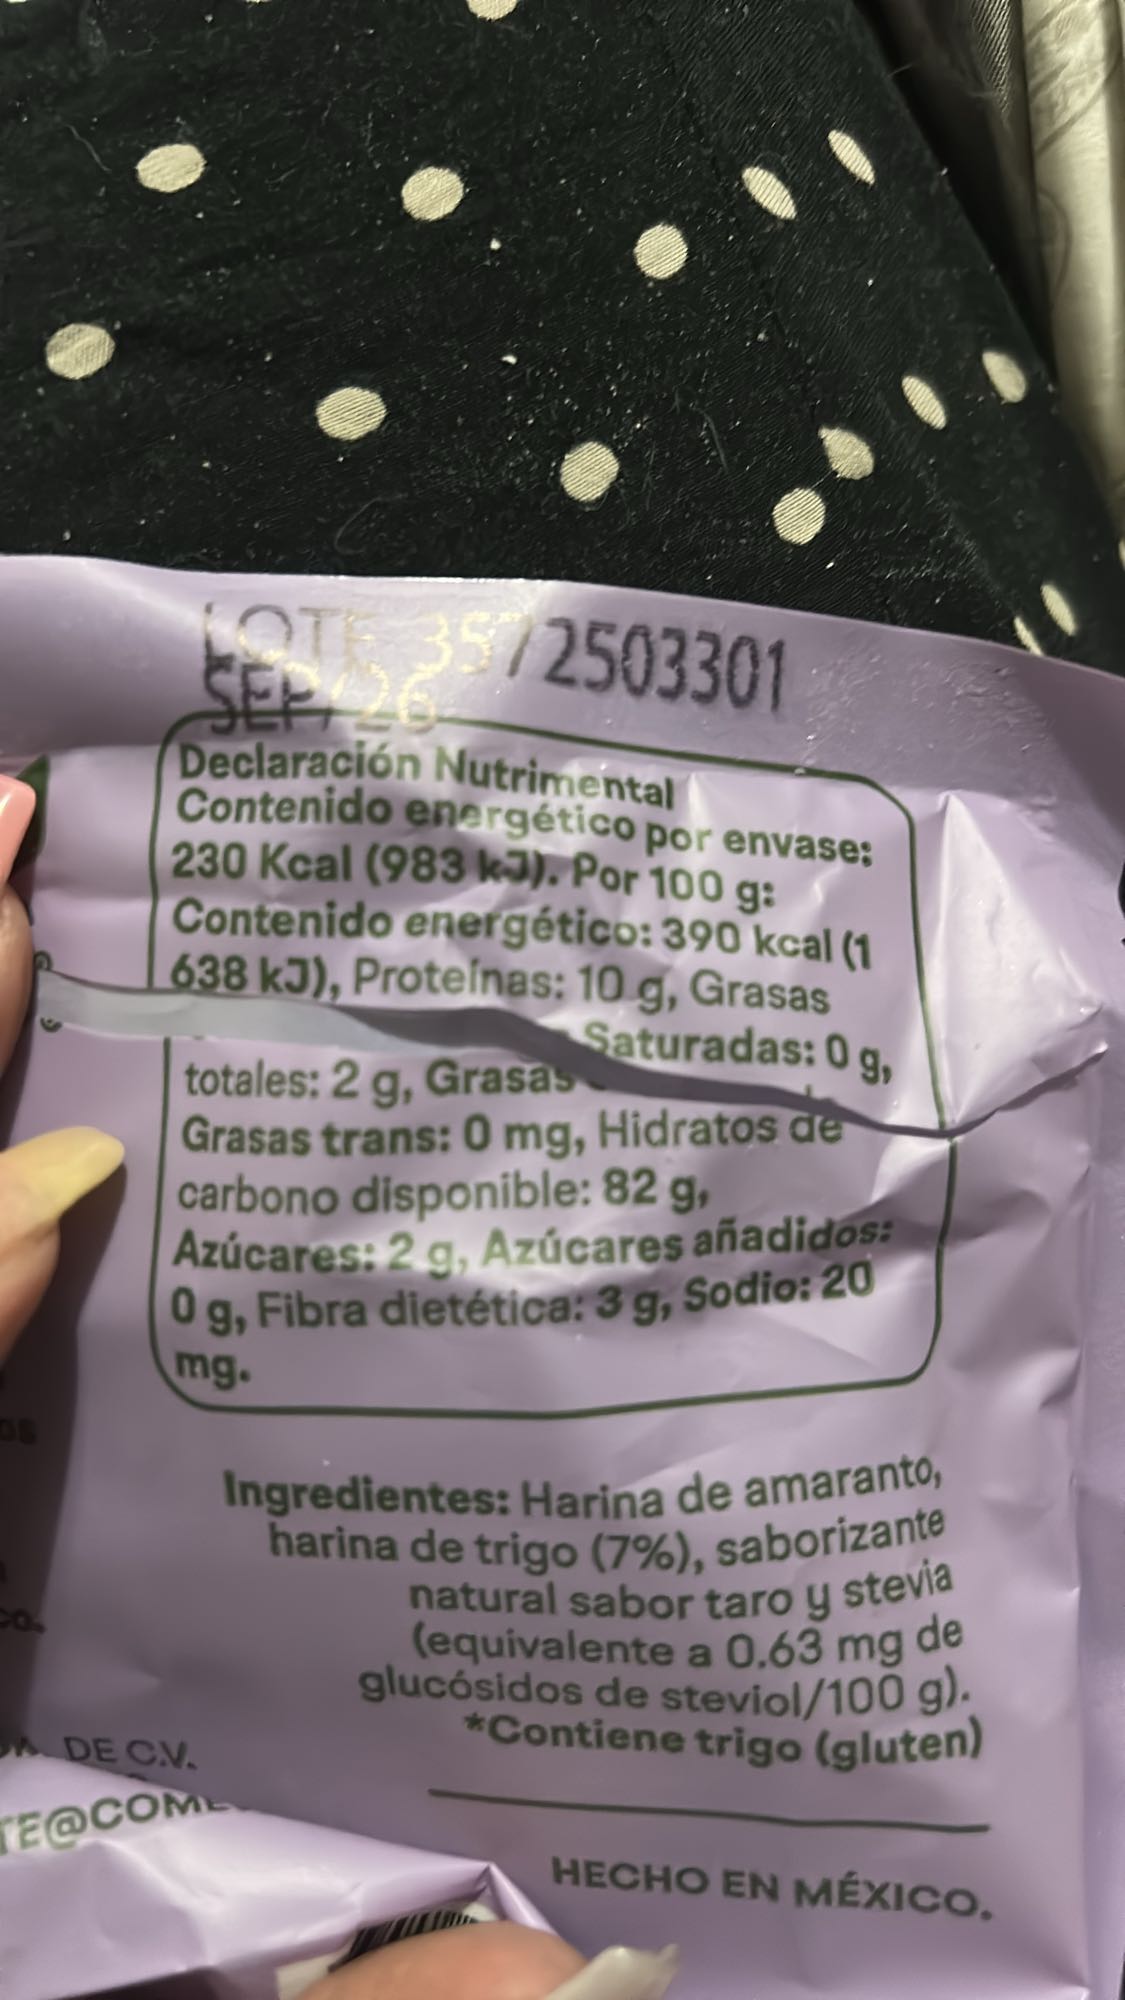 LOTE 357/2503301
SEP/26
Declaración Nutrimental
Contenido energético por envase:
230 Kcal (983 kJ). Por 100 g:
Contenido energético: 390 kcal (1
638 kJ), Proteínas: 10 g, Grasas
totales: 2 g, Grasas Saturadas: 0 g,
Grasas trans: 0 mg, Hidratos de
carbono disponible: 82 g,
Azúcares: 2 g, Azúcares añadidos:
0 g, Fibra dietética: 3 g, Sodio: 20
mg.
Ingredientes: Harina de amaranto,
harina de trigo (7%), saborizante
natural sabor taro y stevia
(equivalente a 0.63 mg de
glucósidos de steviol/100 g).
*Contiene trigo (gluten)
DE C.V.
HECHO EN MÉXICO.